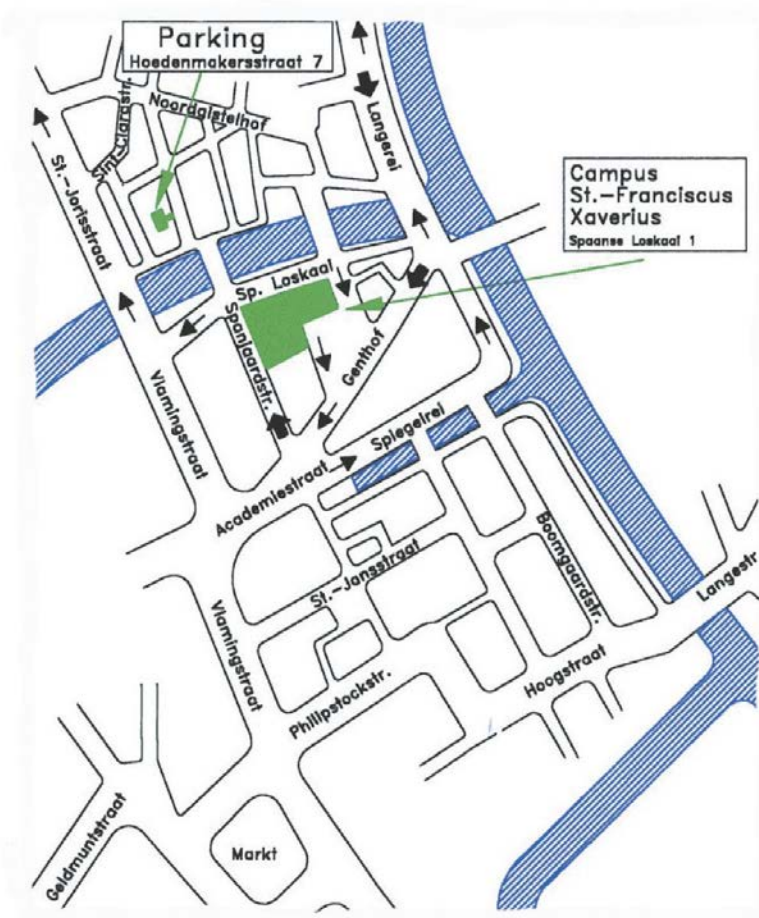 Parking
Hoedenmakersstraat 7
Noordgistelhof
Sint-Clarastr.
Langerei
St.-Jorisstraat
Campus
St.-Franciscus
Xaverius
Spaanse Loskaai 1
Sp. Loskaai
Spanjaardstr.
Genthof
Vlamingstraat
Spiegelrei
Academiestraat
Boomgaardstr.
St.-Jansstraat
Langestr
Vlamingstraat
Hoogstraat
Philipstockstr.
Geldmuntstraat
Markt